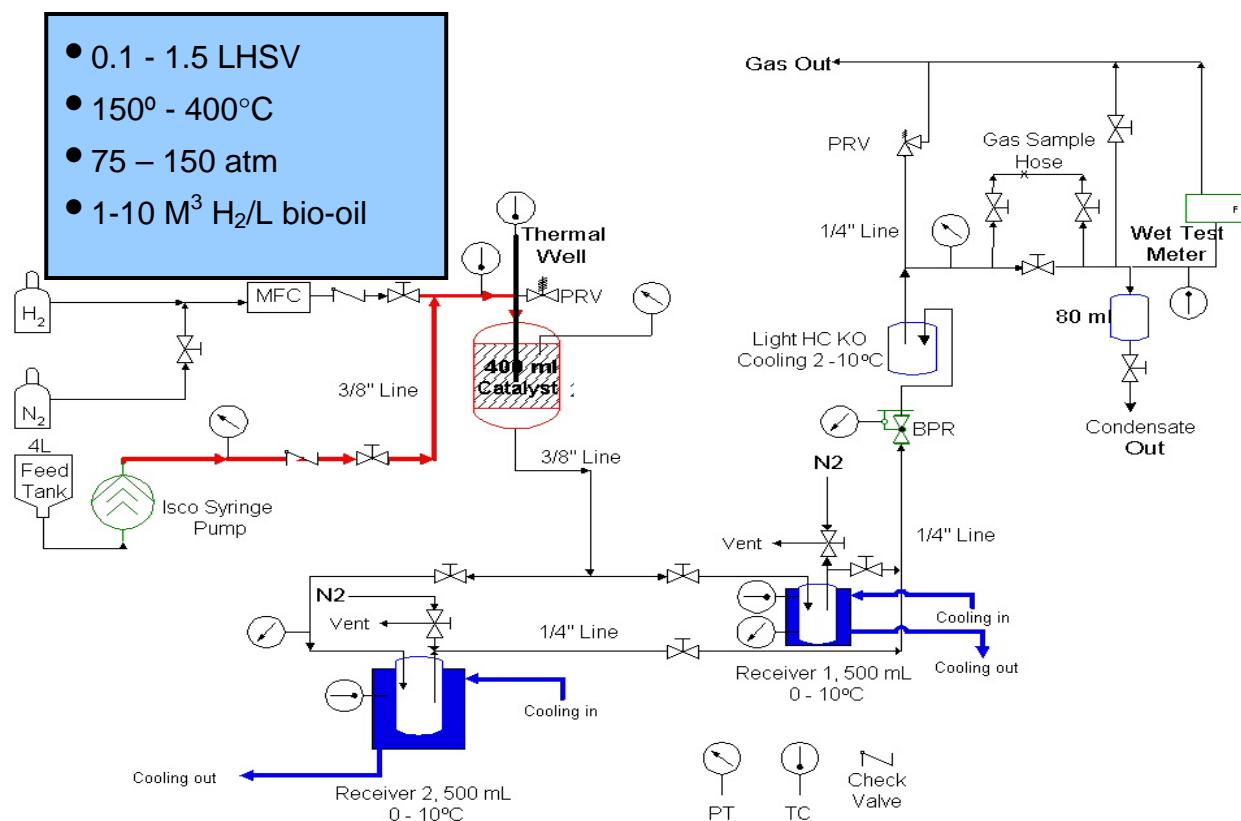 • 0.1 - 1.5 LHSV
• 150º - 400°C
• 75 – 150 atm
• 1-10 M³ H₂/L bio-oil
Gas Out
PRV
Gas Sample
Hose
1/4" Line
F
Wet Test
Meter
Thermal
Well
H₂
MFC
PRV
80 ml
Light HC KO
Cooling 2 -10ºC
400 ml
Catalyst
3/8" Line
N₂
BPR
Condensate
Out
4L
Feed
Tank
Isco Syringe
Pump
3/8" Line
N2
Vent
1/4" Line
N2
Vent
1/4" Line
Cooling in
Cooling out
Receiver 1, 500 mL
0 - 10ºC
Cooling in
Cooling out
Receiver 2, 500 mL
0 - 10ºC
PT
TC
Check
Valve